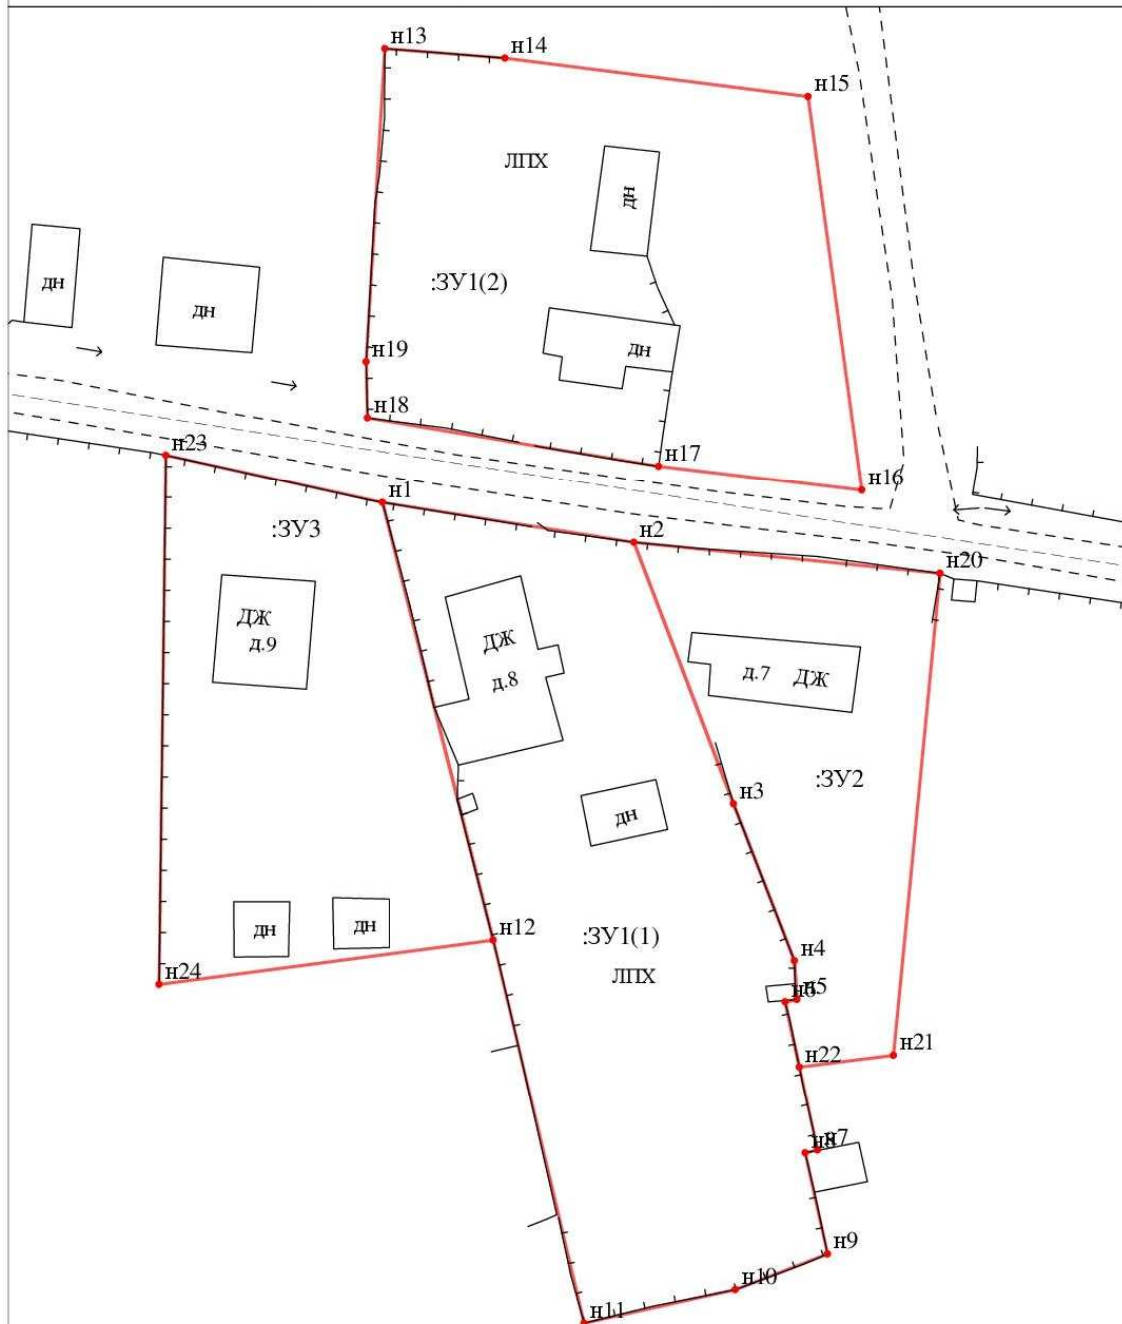 н13
н14
н15
ЛПХ
дн
:ЗУ1(2)
дн
дн
дн
н19
н18
н23
н17
н16
н1
:ЗУ3
н2
н20
ДЖ
д.9
ДЖ
д.8
д.7 ДЖ
:ЗУ2
н3
дн
дн
дн
н12
:ЗУ1(1)
н4
н24
ЛПХ
н6
н5
н21
н22
н8
н7
н9
н10
н11